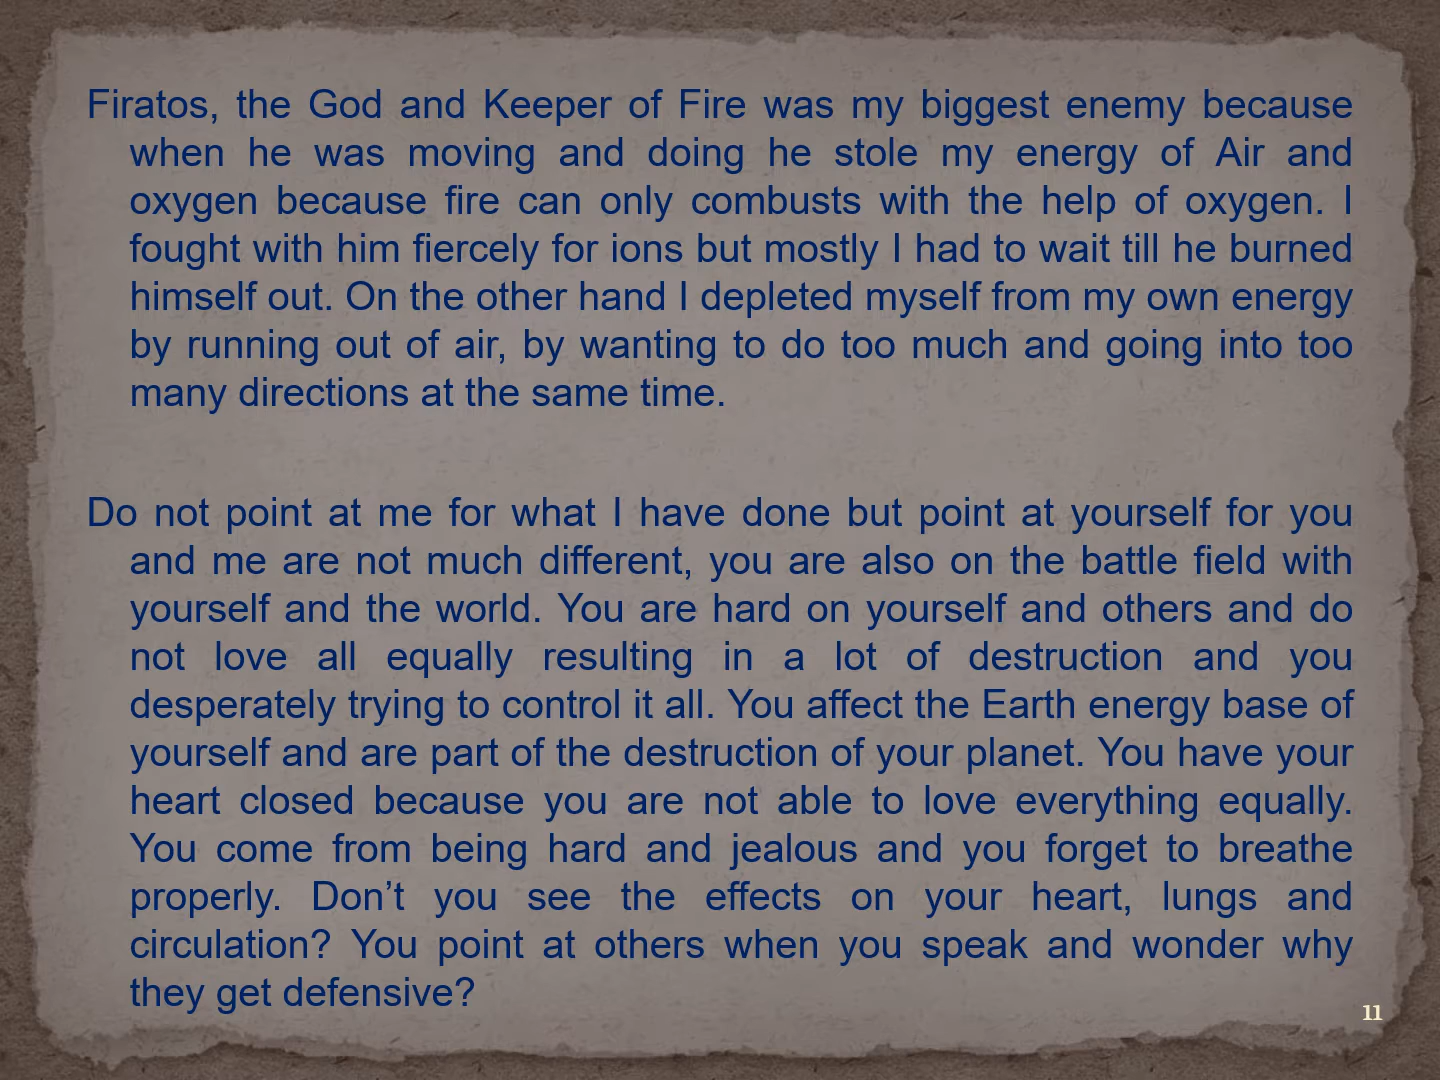 Firatos, the God and Keeper of Fire was my biggest enemy because
when he was moving and doing he stole my energy of Air and
oxygen because fire can only combusts with the help of oxygen. I
fought with him fiercely for ions but mostly I had to wait till he burned
himself out. On the other hand I depleted myself from my own energy
by running out of air, by wanting to do too much and going into too
many directions at the same time.
Do not point at me for what I have done but point at yourself for you
and me are not much different, you are also on the battle field with
yourself and the world. You are hard on yourself and others and do
not love all equally resulting in a lot of destruction and you
desperately trying to control it all. You affect the Earth energy base of
yourself and are part of the destruction of your planet. You have your
heart closed because you are not able to love everything equally.
You come from being hard and jealous and you forget to breathe
properly. Don’t you see the effects on your heart, lungs and
circulation? You point at others when you speak and wonder why
they get defensive?
11